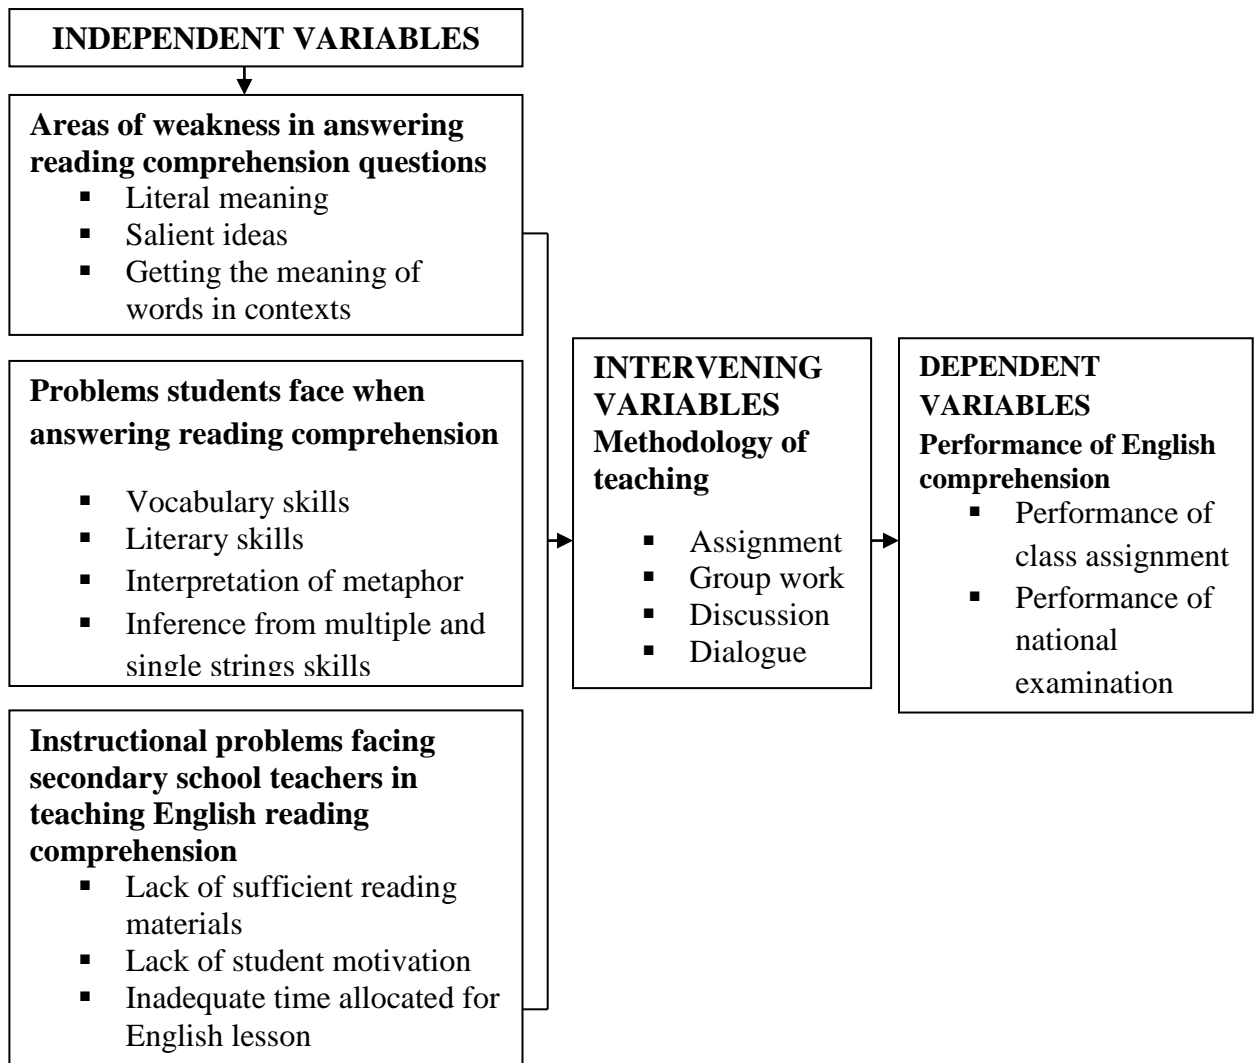 INDEPENDENT VARIABLES
Areas of weakness in answering
reading comprehension questions
▪ Literal meaning
▪ Salient ideas
▪ Getting the meaning of
words in contexts
Problems students face when
answering reading comprehension
▪ Vocabulary skills
▪ Literary skills
▪ Interpretation of metaphor
▪ Inference from multiple and
single strings skills
Instructional problems facing
secondary school teachers in
teaching English reading
comprehension
▪ Lack of sufficient reading
materials
▪ Lack of student motivation
▪ Inadequate time allocated for
English lesson
INTERVENING
VARIABLES
Methodology of
teaching
▪ Assignment
▪ Group work
▪ Discussion
▪ Dialogue
DEPENDENT
VARIABLES
Performance of English
comprehension
▪ Performance of
class assignment
▪ Performance of
national
examination